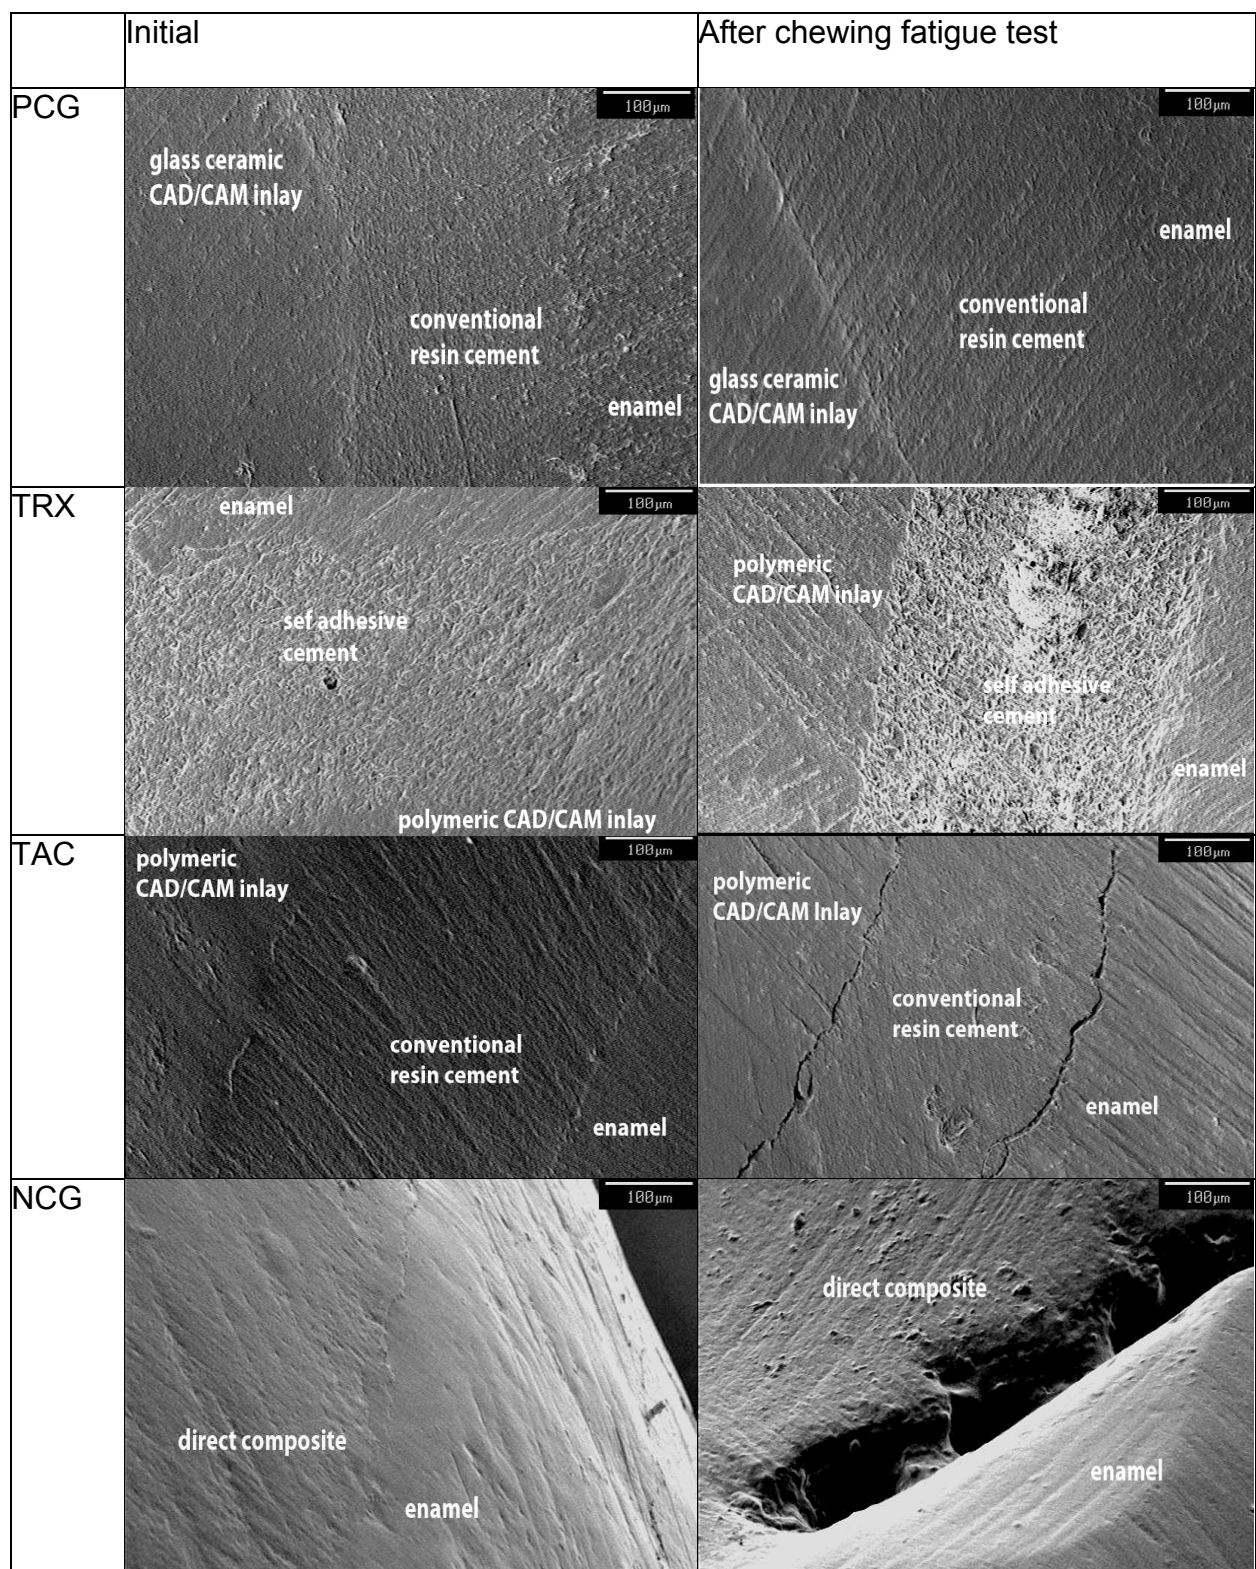 Initial
After chewing fatigue test
PCG
100µm
glass ceramic
CAD/CAM inlay
conventional
resin cement
enamel
100µm
enamel
conventional
resin cement
glass ceramic
CAD/CAM inlay
TRX
enamel
100µm
sef adhesive
cement
polymeric CAD/CAM inlay
100µm
polymeric
CAD/CAM inlay
self adhesive
cement
enamel
TAC
polymeric
CAD/CAM inlay
100µm
conventional
resin cement
enamel
100µm
polymeric
CAD/CAM Inlay
conventional
resin cement
enamel
NCG
100µm
direct composite
enamel
100µm
direct composite
enamel